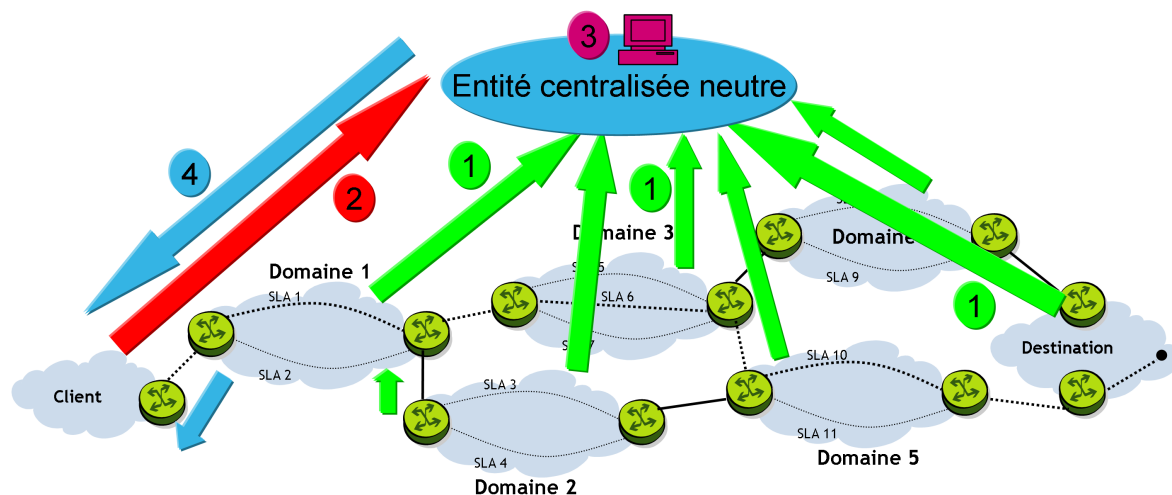 3
Entité centralisée neutre
4
1
2
1
Domaine 3
Domaine
Domaine 1
SLA 9
SLA 1
SLA 6
1
SLA 2
SLA 10
Destination
SLA 3
Client
SLA 11
SLA 4
Domaine 5
Domaine 2